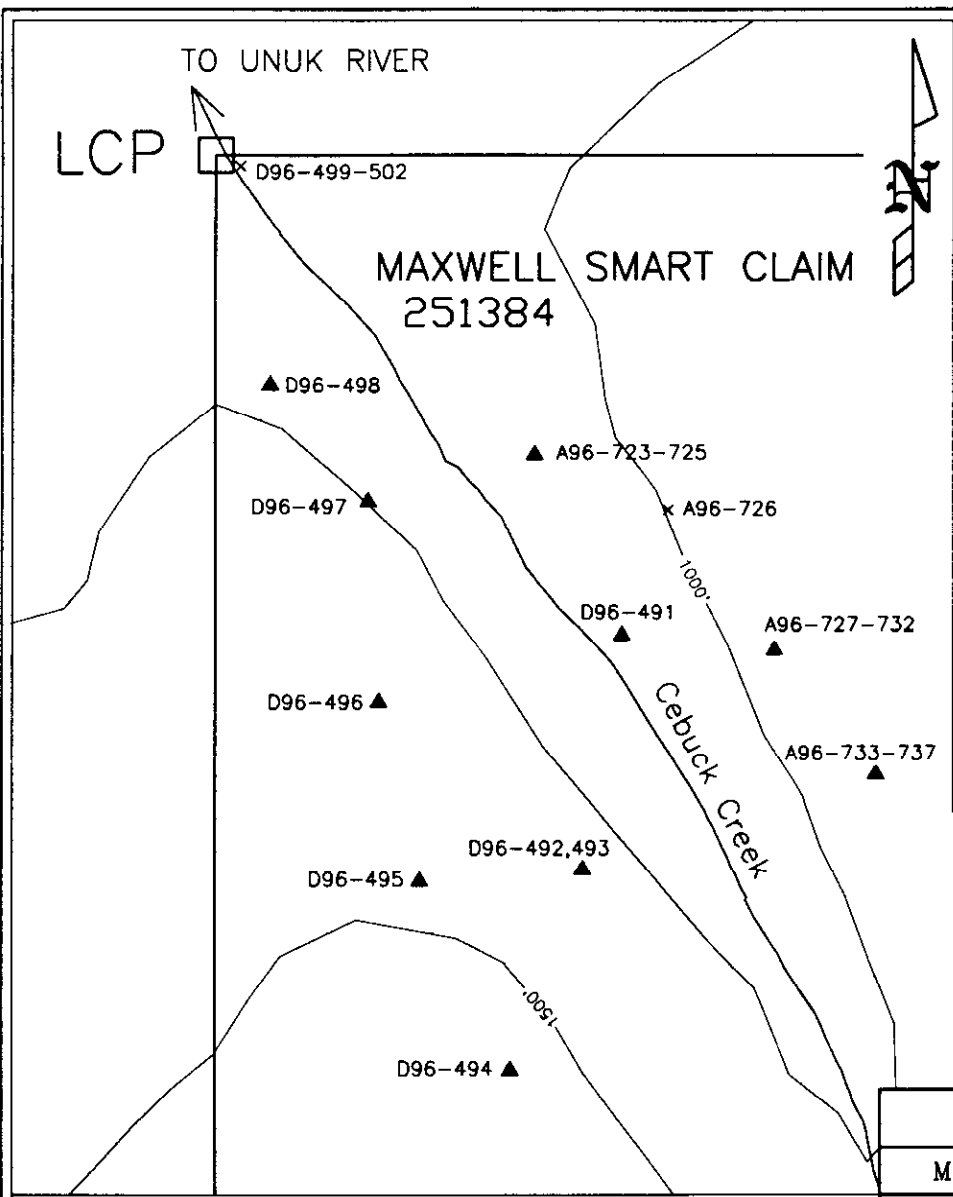 TO UNUK RIVER
LCP
D96-499-502
N
MAXWELL SMART CLAIM
251384
D96-498
A96-723-725
D96-497
A96-726
1000'
D96-491
A96-727-732
D96-496
Cebuck Creek
A96-733-737
D96-492,493
D96-495
1500'
D96-494
M